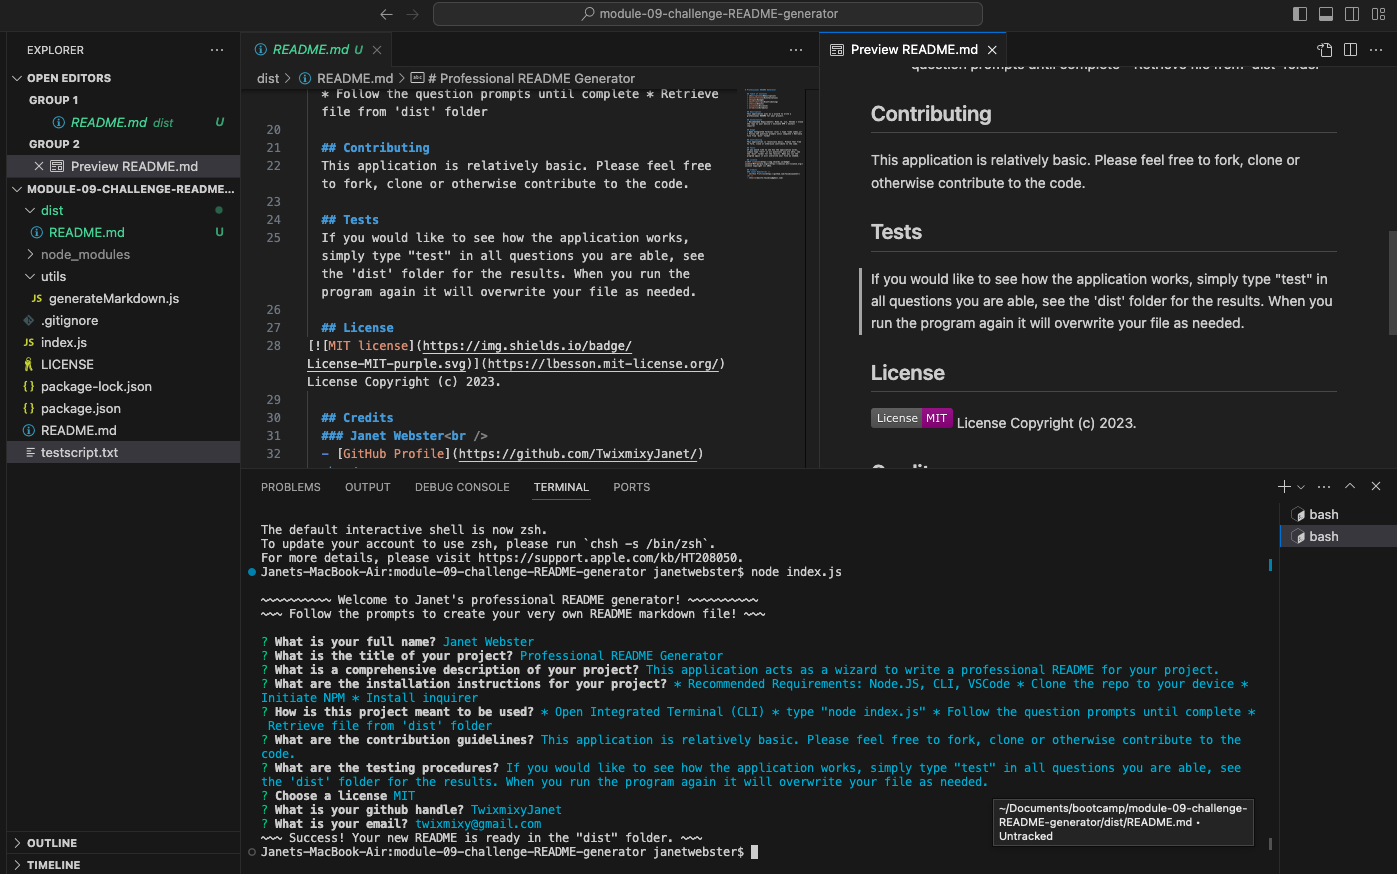 module-09-challenge-README-generator
EXPLORER
OPEN EDITORS
GROUP 1
README.md dist U
GROUP 2
Preview README.md
MODULE-09-CHALLENGE-README...
dist
README.md U
node_modules
utils
JS generateMarkdown.js
.gitignore
JS index.js
LICENSE
{} package-lock.json
{} package.json
README.md
testscript.txt
OUTLINE
TIMELINE
README.md U
dist > README.md > # Professional README Generator
* Follow the question prompts until complete * Retrieve
file from 'dist' folder
20
21 ## Contributing
22 This application is relatively basic. Please feel free
to fork, clone or otherwise contribute to the code.
23
24 ## Tests
25 If you would like to see how the application works,
simply type "test" in all questions you are able, see
the 'dist' folder for the results. When you run the
program again it will overwrite your file as needed.
26
27 ## License
28 [![MIT license](https://img.shields.io/badge/
License-MIT-purple.svg)](https://lbesson.mit-license.org/)
License Copyright (c) 2023.
29
30 ## Credits
31 ### Janet Webster<br />
32 - [GitHub Profile](https://github.com/TwixmixyJanet/)
Preview README.md
question prompts until complete * Retrieve file from 'dist' folder
Contributing
This application is relatively basic. Please feel free to fork, clone or
otherwise contribute to the code.
Tests
If you would like to see how the application works, simply type "test" in
all questions you are able, see the 'dist' folder for the results. When you
run the program again it will overwrite your file as needed.
License
License MIT License Copyright (c) 2023.
Credits
PROBLEMS OUTPUT DEBUG CONSOLE TERMINAL PORTS
The default interactive shell is now zsh.
To update your account to use zsh, please run `chsh -s /bin/zsh`.
For more details, please visit https://support.apple.com/kb/HT208050.
Janets-MacBook-Air:module-09-challenge-README-generator janetwebster$ node index.js
~~~~~~~~~~ Welcome to Janet's professional README generator! ~~~~~~~~~~
~~~ Follow the prompts to create your very own README markdown file! ~~~
? What is your full name? Janet Webster
? What is the title of your project? Professional README Generator
? What is a comprehensive description of your project? This application acts as a wizard to write a professional README for your project.
? What are the installation instructions for your project? * Recommended Requirements: Node.JS, CLI, VSCode * Clone the repo to your device *
Initiate NPM * Install inquirer
? How is this project meant to be used? * Open Integrated Terminal (CLI) * type "node index.js" * Follow the question prompts until complete *
Retrieve file from 'dist' folder
? What are the contribution guidelines? This application is relatively basic. Please feel free to fork, clone or otherwise contribute to the
code.
? What are the testing procedures? If you would like to see how the application works, simply type "test" in all questions you are able, see
the 'dist' folder for the results. When you run the program again it will overwrite your file as needed.
? Choose a license MIT
? What is your github handle? TwixmixyJanet
? What is your email? twixmixy@gmail.com
~~~ Success! Your new README is ready in the "dist" folder. ~~~
Janets-MacBook-Air:module-09-challenge-README-generator janetwebster$
bash
bash
~/Documents/bootcamp/module-09-challenge-
README-generator/dist/README.md •
Untracked